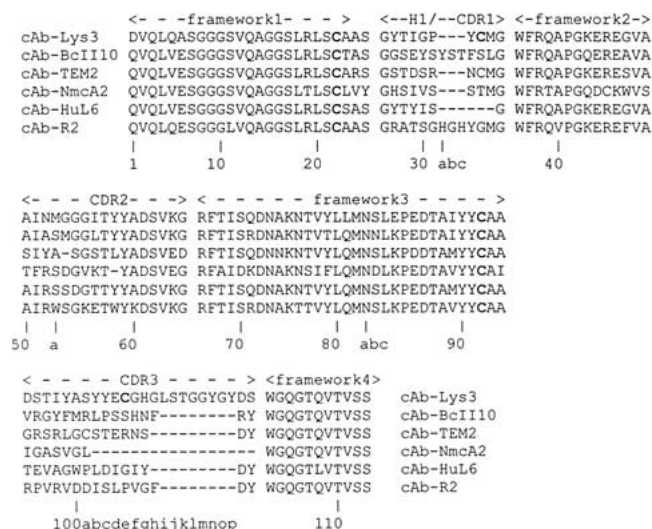 <- - - -framework1- - - -> <--H1/--CDR1-> <-framework2->
cAb-Lys3 DVQLQASGGGSVQAGGSLRLSCAAS GYTIGP---YCMG WFRQAPGKEREGVA
cAb-BcII10 QVQLVESGGGSVQAGGSLRLSCTAS GGSEYSYSTFSLG WFRQAPGKEREAVA
cAb-TEM2 QVQLVESGGGSVQAGGSLRLSCARS GSTDSR---NCMG WFRQAPGKEREGVA
cAb-NmcA2 QVQLVESGGGSVQAGGSLTLSCLVY GHSIVS---STMG WFRTAPGQDCKWVS
cAb-HuL6 QVQLVESGGGSVQAGGSLRLSCSAS GYTYIS------G WFRQAPGKEREGVA
cAb-R2 QVQLQESGGGLVQAGGSLRLSCAAS GRATSGHGHYGMG WFRQVPGKEREFVA
| | | | | |
1 10 20 30 abc 40
<- - - CDR2- - - -> <- - - - - framework3 - - - - >
AINMGGGITYYADSVKG RFTISQDNAKNTVYLLMNSLEPEDTAIYYCAA
AIASMGGLTYYADSVKG RFTISRDNAKNTVTLQMNNLKPEDTAIYYCAA
SIYA-SGSTLYADSVED RFTISQDNNKNTVYLQMNSLKPDDTAMYYCAA
TFRSDGVKT-YADSVEG RFAIDKDNAKNSIFLQMNDLKPEDTAVYYCAI
AIRSSDGTTYYADSVKG RFTISQDNAKNTVYLQMNSLKPEDTAMYYCAA
AIRWSGKETWYKDSVKG RFTISRDNAKTTVYLQMNSLKPEDTAVYYCAA
| | | | | | |
50 a 60 70 80 abc 90
< - - - - CDR3 - - - - > <framework4>
DSTIYASYYECGHGLSTGGYGYDS WGQGTQVTVSS cAb-Lys3
VRGYFMRLPSSHNF--------RY WGQGTQVTVSS cAb-BcII10
GRSRLGCSTERNS---------DY WGQGTQVTVSS cAb-TEM2
IGASVGL----------------- WGQGTQVTVSS cAb-NmcA2
TEVAGWPLDIGIY---------DY WGQGTLVTVSS cAb-HuL6
RPVRVDDISLPVGF--------DY WGQGTQVTVSS cAb-R2
| |
100abcdefghijklmnop 110